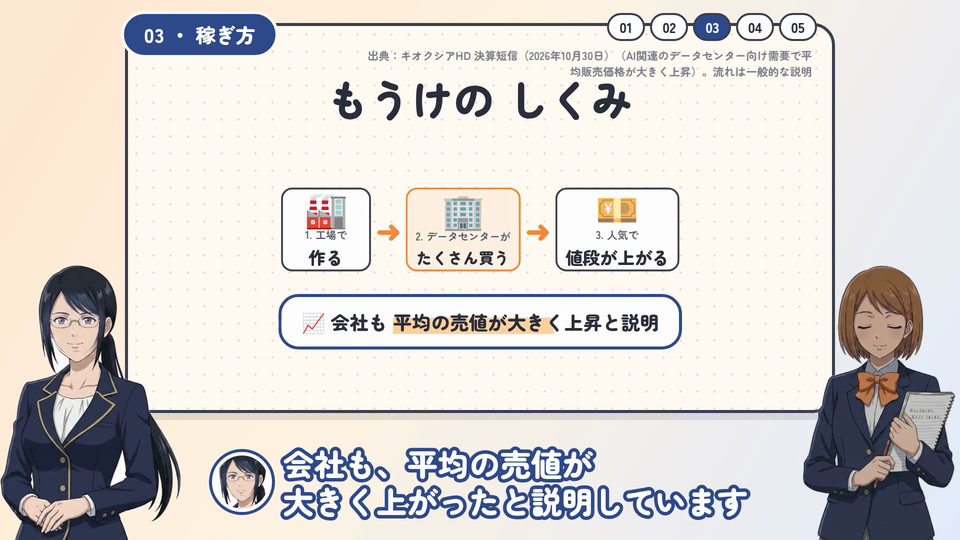 03 ・ 稼ぎ方
01 02 03 04 05
出典：キオクシアHD 決算短信（2026年10月30日）（AI関連のデータセンター向け需要で平
均販売価格が大きく上昇）。流れは一般的な説明
もうけの しくみ
1. 工場で
作る
2. データセンターが
たくさん買う
3. 人気で
値段が上がる
会社も 平均の売値が大きく上昇と説明
会社も、平均の売値が
大きく上がったと説明しています